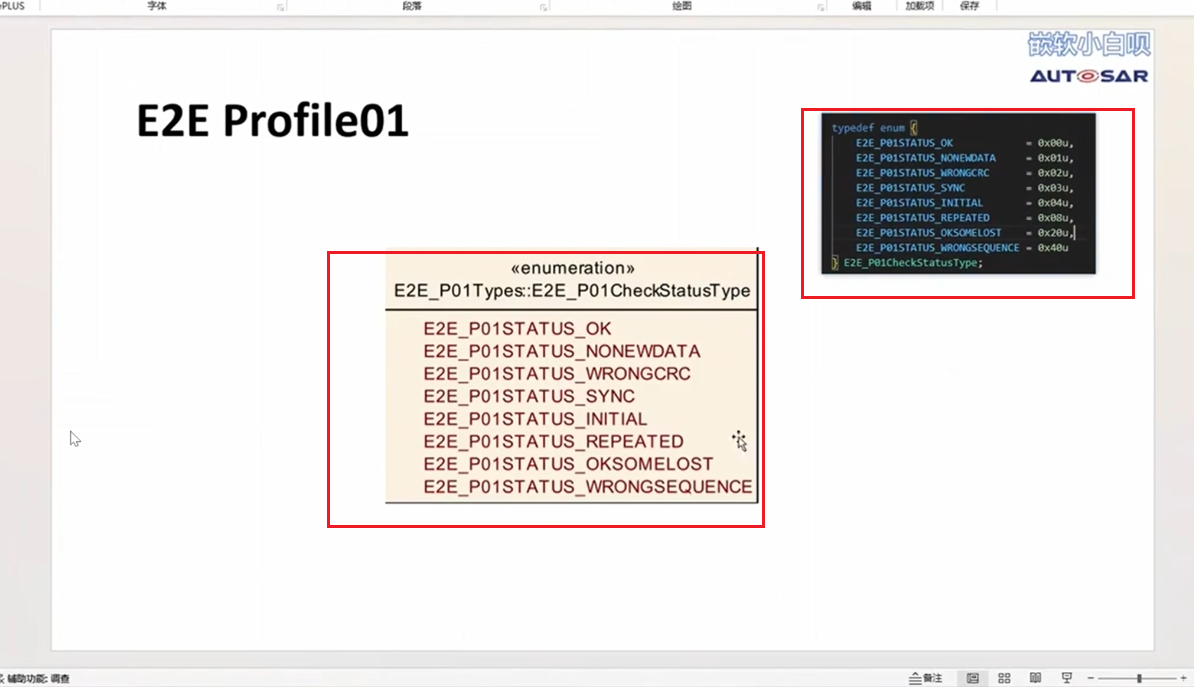 PLUS
字体
段落
绘图
编辑
加载项
保存
嵌软小白呗
AUTOSAR
E2E Profile01
typedef enum {
E2E_P01STATUS_OK = 0x00u,
E2E_P01STATUS_NONEWDATA = 0x01u,
E2E_P01STATUS_WRONGCRC = 0x02u,
E2E_P01STATUS_SYNC = 0x03u,
E2E_P01STATUS_INITIAL = 0x04u,
E2E_P01STATUS_REPEATED = 0x08u,
E2E_P01STATUS_OKSOMELOST = 0x20u,
E2E_P01STATUS_WRONGSEQUENCE = 0x40u
} E2E_P01CheckStatusType;
«enumeration»
E2E_P01Types::E2E_P01CheckStatusType
E2E_P01STATUS_OK
E2E_P01STATUS_NONEWDATA
E2E_P01STATUS_WRONGCRC
E2E_P01STATUS_SYNC
E2E_P01STATUS_INITIAL
E2E_P01STATUS_REPEATED
E2E_P01STATUS_OKSOMELOST
E2E_P01STATUS_WRONGSEQUENCE
辅助功能: 调查
备注